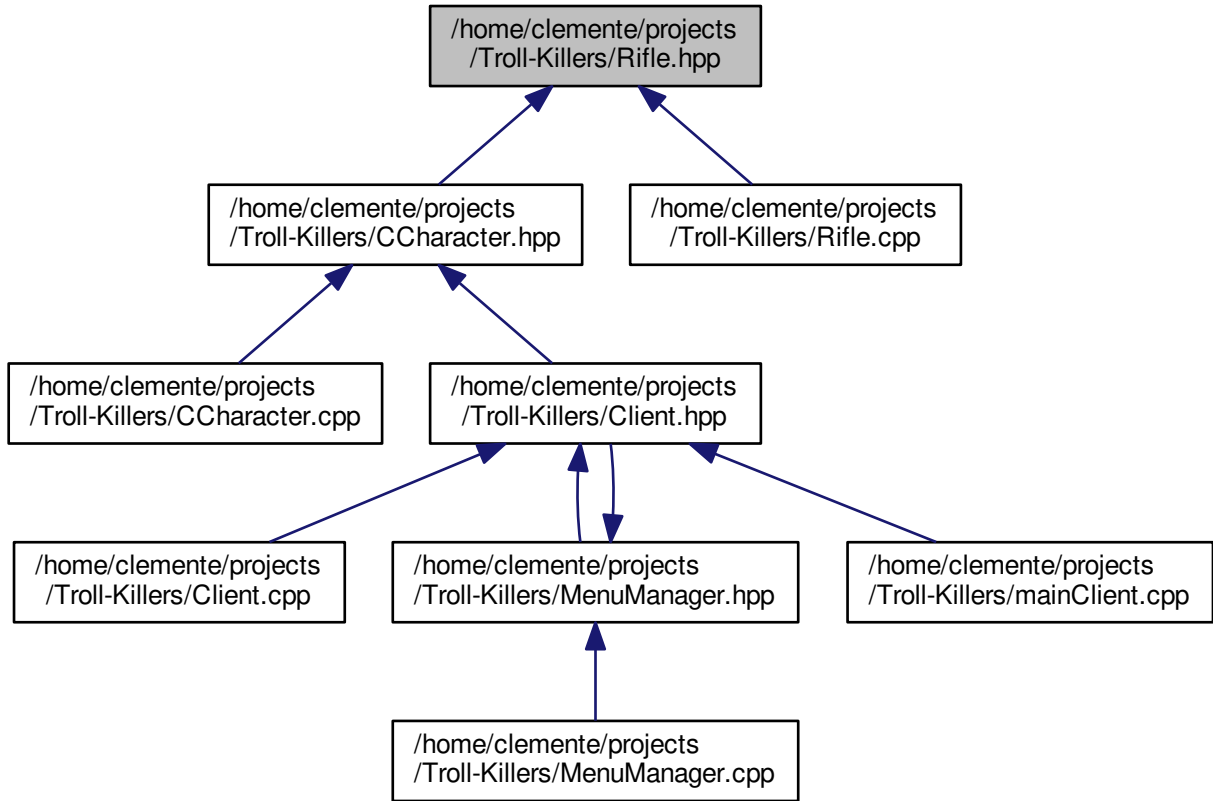 /home/clemente/projects
/Troll-Killers/Rifle.hpp
/home/clemente/projects
/Troll-Killers/CCharacter.hpp
/home/clemente/projects
/Troll-Killers/Rifle.cpp
/home/clemente/projects
/Troll-Killers/CCharacter.cpp
/home/clemente/projects
/Troll-Killers/Client.hpp
/home/clemente/projects
/Troll-Killers/Client.cpp
/home/clemente/projects
/Troll-Killers/MenuManager.hpp
/home/clemente/projects
/Troll-Killers/mainClient.cpp
/home/clemente/projects
/Troll-Killers/MenuManager.cpp